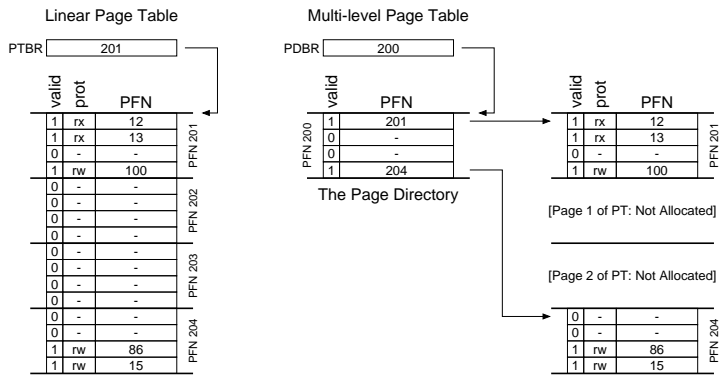 Linear Page Table
PTBR 201
valid prot PFN
1 rx 12
1 rx 13
0 - -
1 rw 100
PFN 201
0 - -
0 - -
0 - -
0 - -
PFN 202
0 - -
0 - -
0 - -
0 - -
PFN 203
0 - -
0 - -
1 rw 86
1 rw 15
PFN 204
Multi-level Page Table
PDBR 200
valid PFN
PFN 200
1 201
0 -
0 -
1 204
The Page Directory
valid prot PFN
1 rx 12
1 rx 13
0 - -
1 rw 100
PFN 201
[Page 1 of PT: Not Allocated]
[Page 2 of PT: Not Allocated]
0 - -
0 - -
1 rw 86
1 rw 15
PFN 204